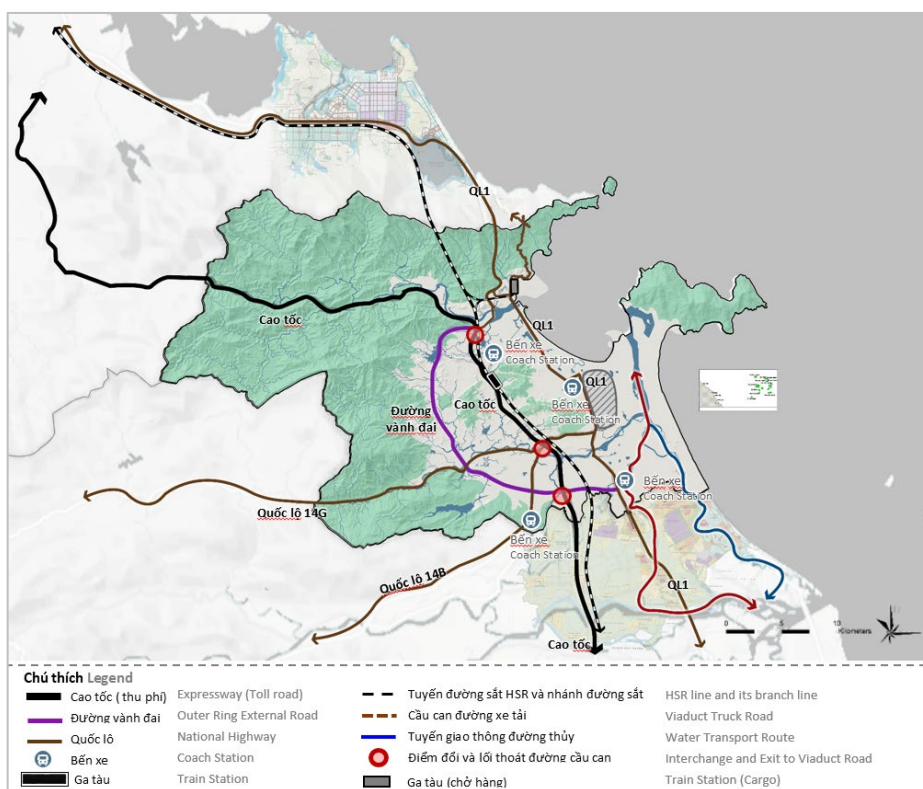 QL1
Cao tốc
QL1
Bến xe
Coach Station
QL1
Cao tốc
Bến xe
Coach Station
Đường
vành đai
Bến xe
Coach Station
Quốc lộ 14G
Bến xe
Coach Station
Quốc lộ 14B
QL1
Cao tốc
0 5 10
Kilometers
Chú thích Legend
Cao tốc ( thu phí) Expressway (Toll road)
Đường vành đai Outer Ring External Road
Quốc lộ National Highway
Bến xe Coach Station
Ga tàu Train Station
Tuyến đường sắt HSR và nhánh đường sắt HSR line and its branch line
Cầu can đường xe tải Viaduct Truck Road
Tuyến giao thông đường thủy Water Transport Route
Điểm đổi và lối thoát đường cầu can Interchange and Exit to Viaduct Road
Ga tàu (chở hàng) Train Station (Cargo)